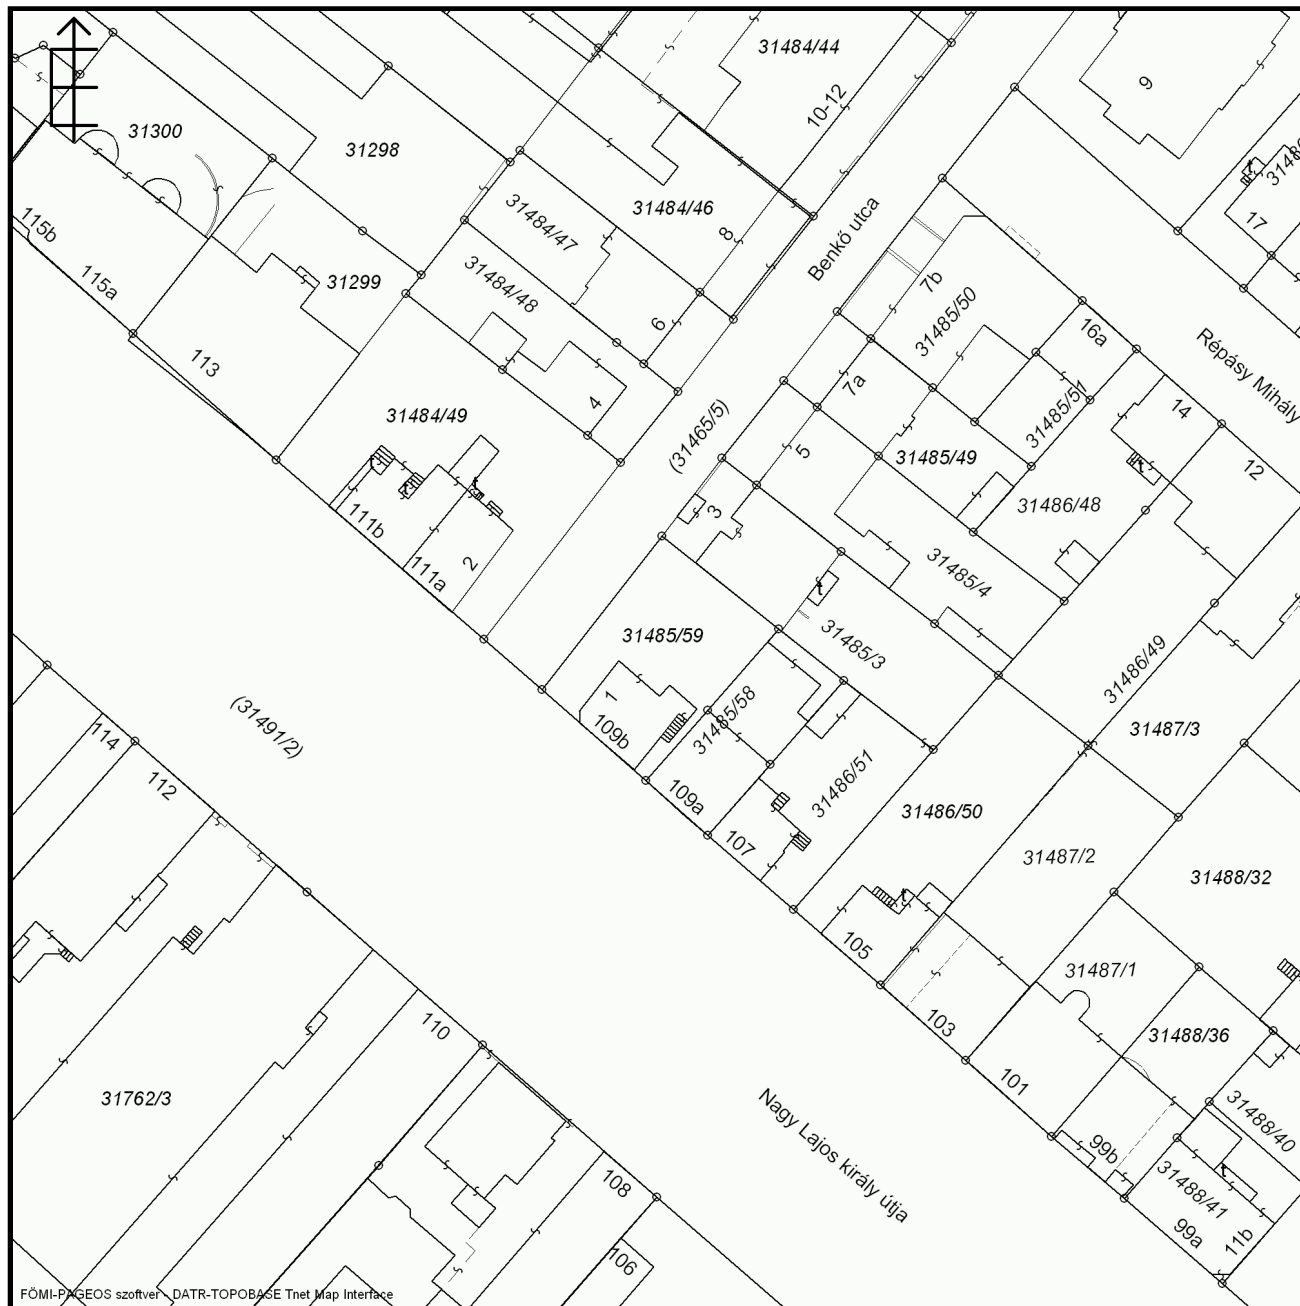 31484/44
9
10-12
31300
31298
31486
t
17
115b
31484/47
31484/46
8
Benkő utca
115a
31299
31484/48
7b
31485/50
6
16a
Répásy Mihály
113
7a
4
31485/51
14
31484/49
(31465/5)
5
31485/49
12
t
t
t
t
3
31486/48
111b
111a
2
31485/4
t
31485/59
31485/3
31486/49
1
109b
31485/58
(31491/2)
31487/3
114
112
109a
31486/51
107
31486/50
31487/2
31488/32
t
105
31487/1
103
110
31488/36
101
31762/3
99b
31488/40
Nagy Lajos király útja
108
t
31488/41
99a
11b
106
FÖMI-PAGEOS szoftver - DATR-TOPOBASE Tnet Map Interface